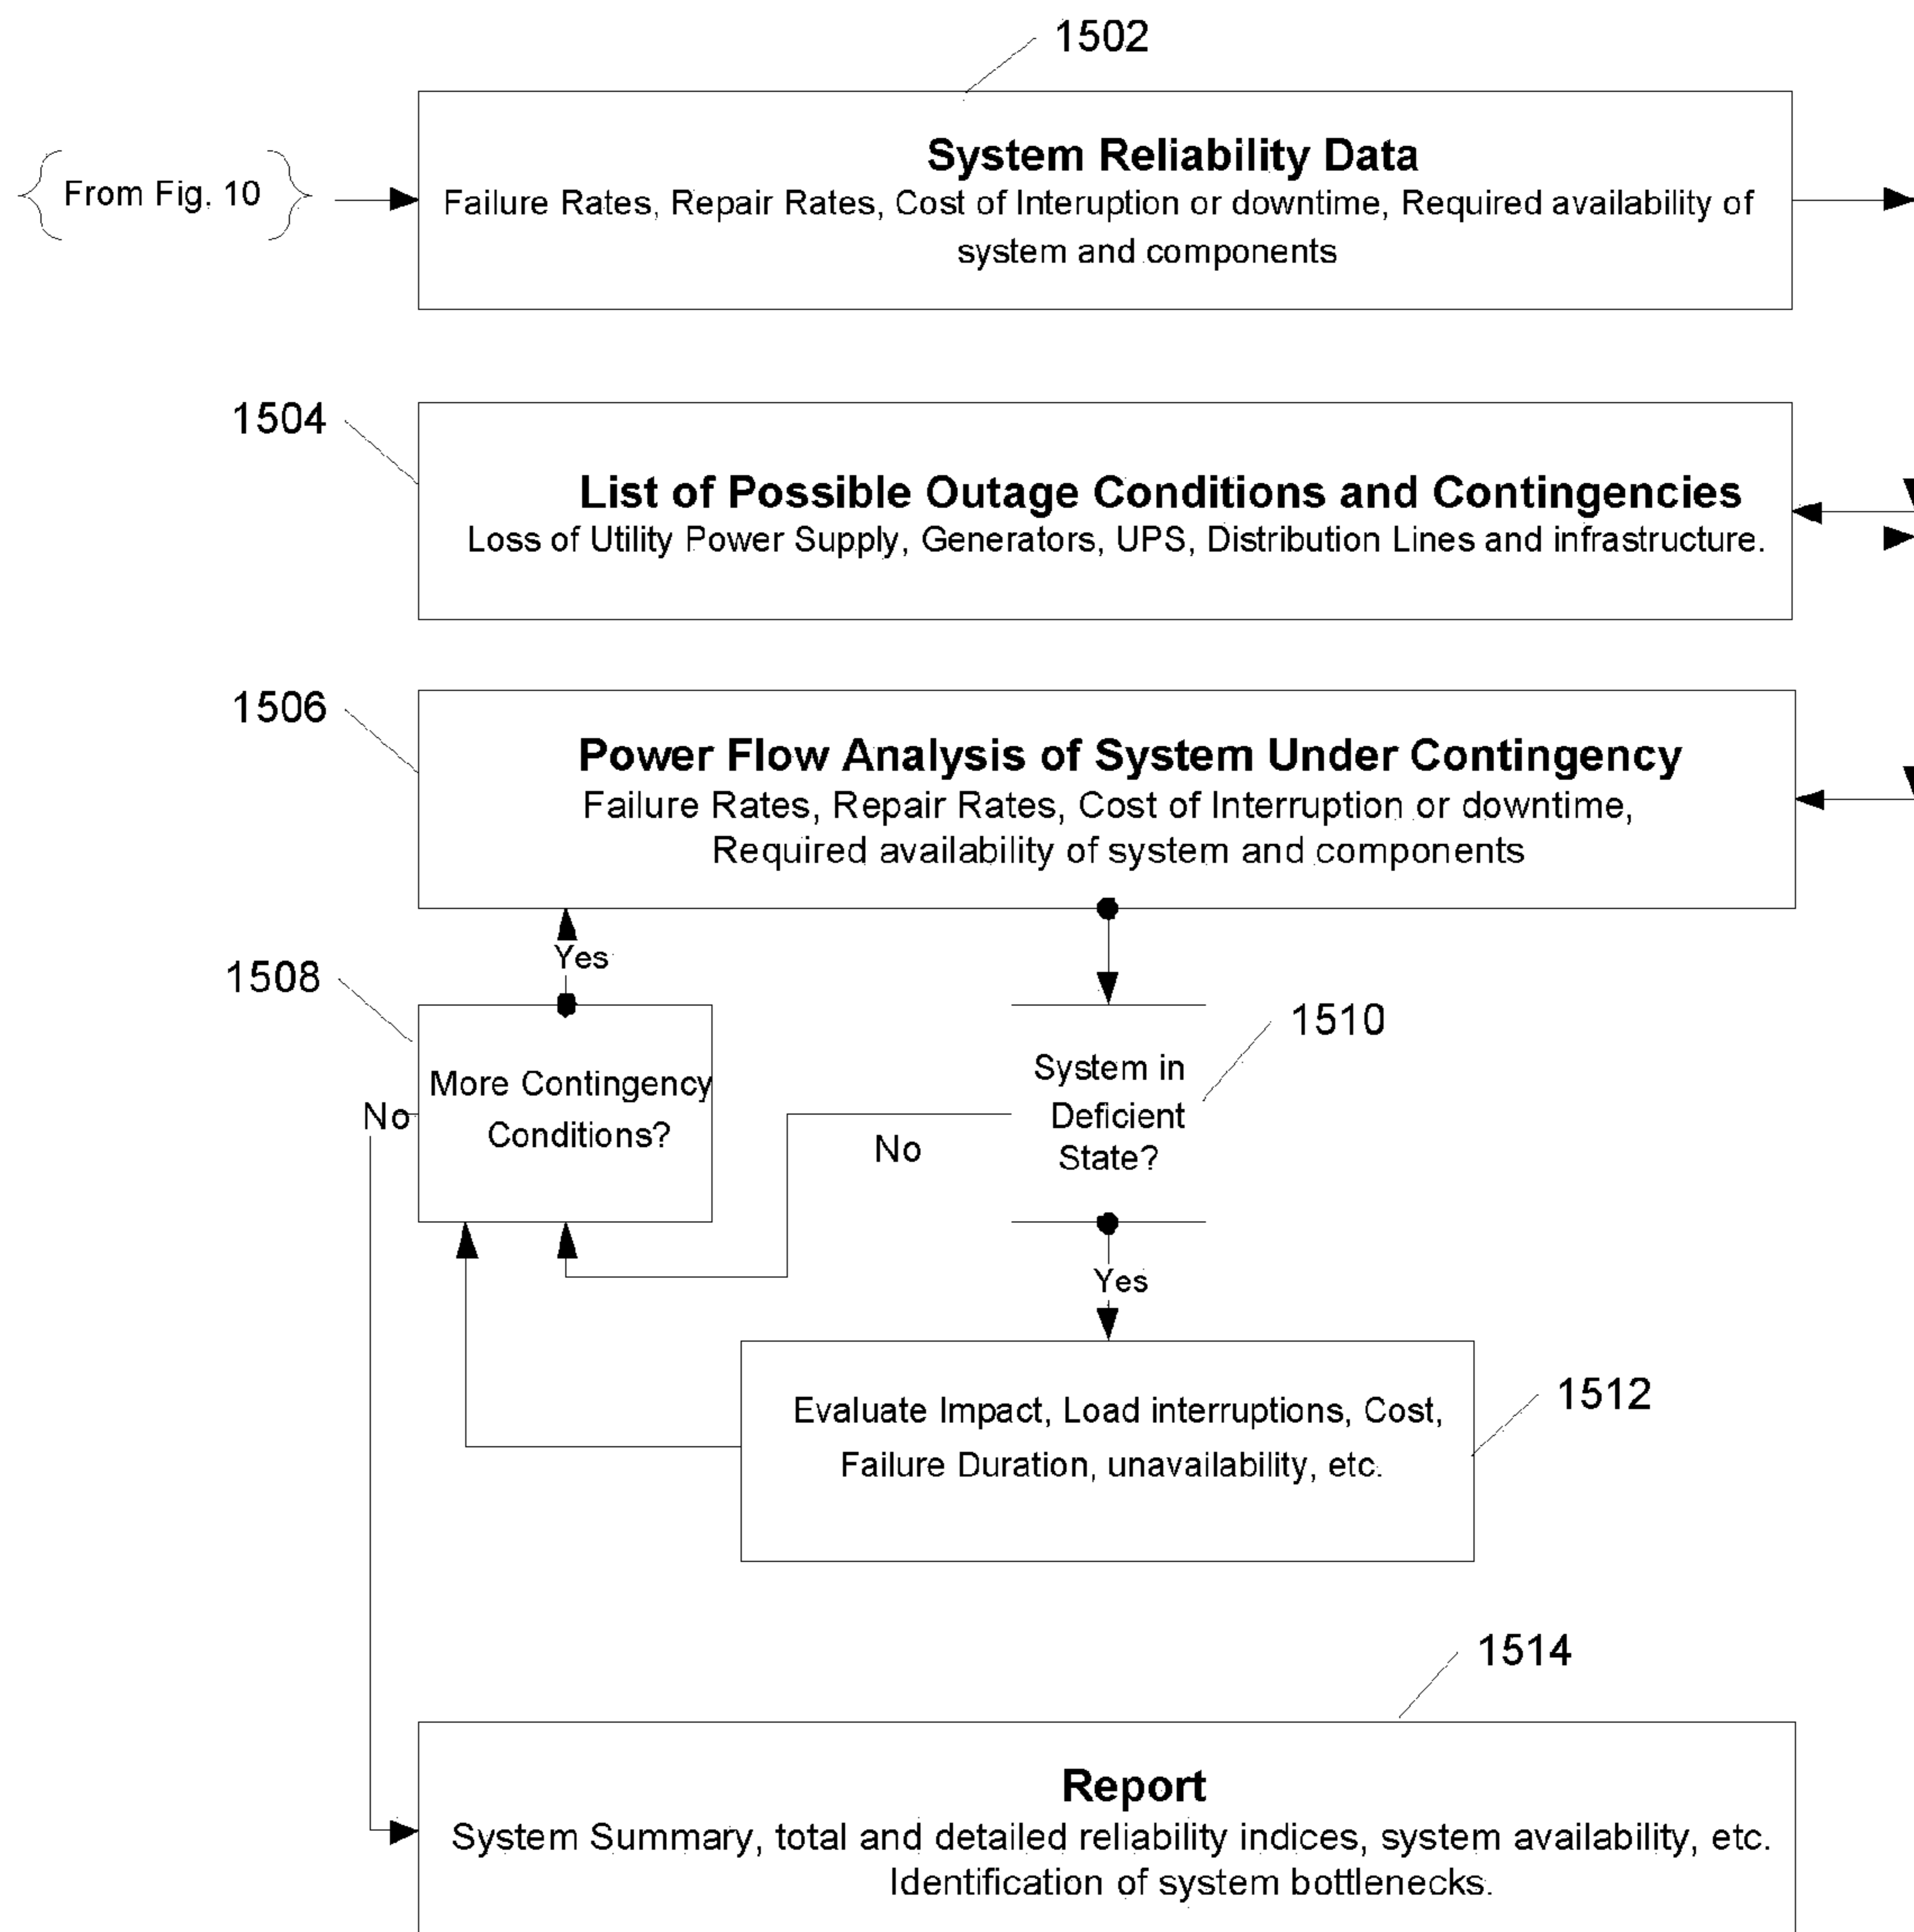 1502
System Reliability Data
From Fig. 10
Failure Rates, Repair Rates, Cost of Interuption or downtime, Required availability of
system and components
1504
List of Possible Outage Conditions and Contingencies
Loss of Utility Power Supply, Generators, UPS, Distribution Lines and infrastructure.
1506
Power Flow Analysis of System Under Contingency
Failure Rates, Repair Rates, Cost of Interruption or downtime,
Required availability of system and components
Yes
1508
1510
More Contingency
Conditions?
No
System in
Deficient
State?
No
Yes
1512
Evaluate Impact, Load interruptions, Cost,
Failure Duration, unavailability, etc.
1514
Report
System Summary, total and detailed reliability indices, system availability, etc.
Identification of system bottlenecks.